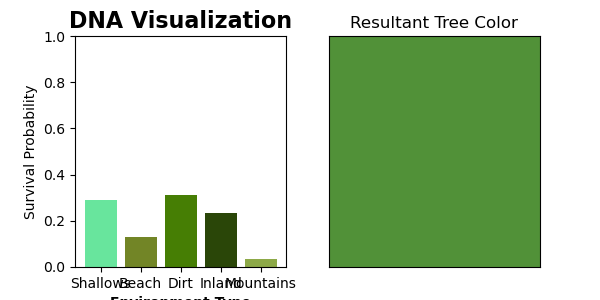 DNA Visualization
Resultant Tree Color
1.0
0.8
0.6
0.4
0.2
0.0
Survival Probability
Shallows Beach Dirt Inland Mountains
Environment Type